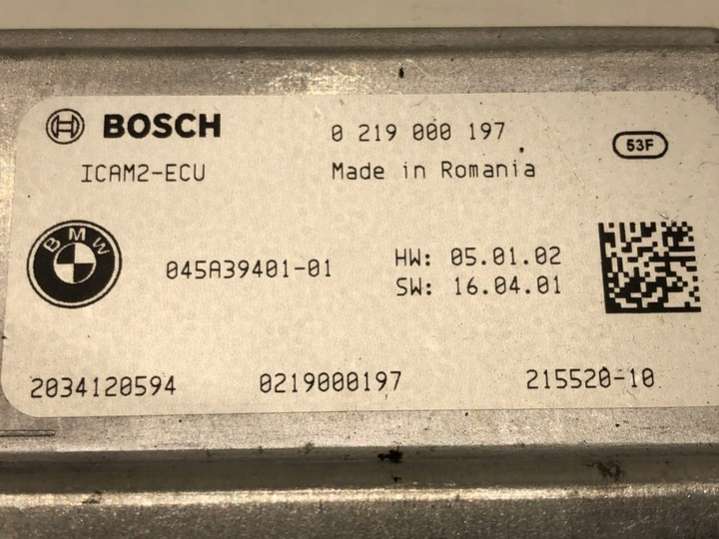 BOSCH 0 219 000 197 53F
ICAM2-ECU Made in Romania
BMW 045A39401-01 HW: 05.01.02
SW: 16.04.01
2034120594 0219000197 215520-10